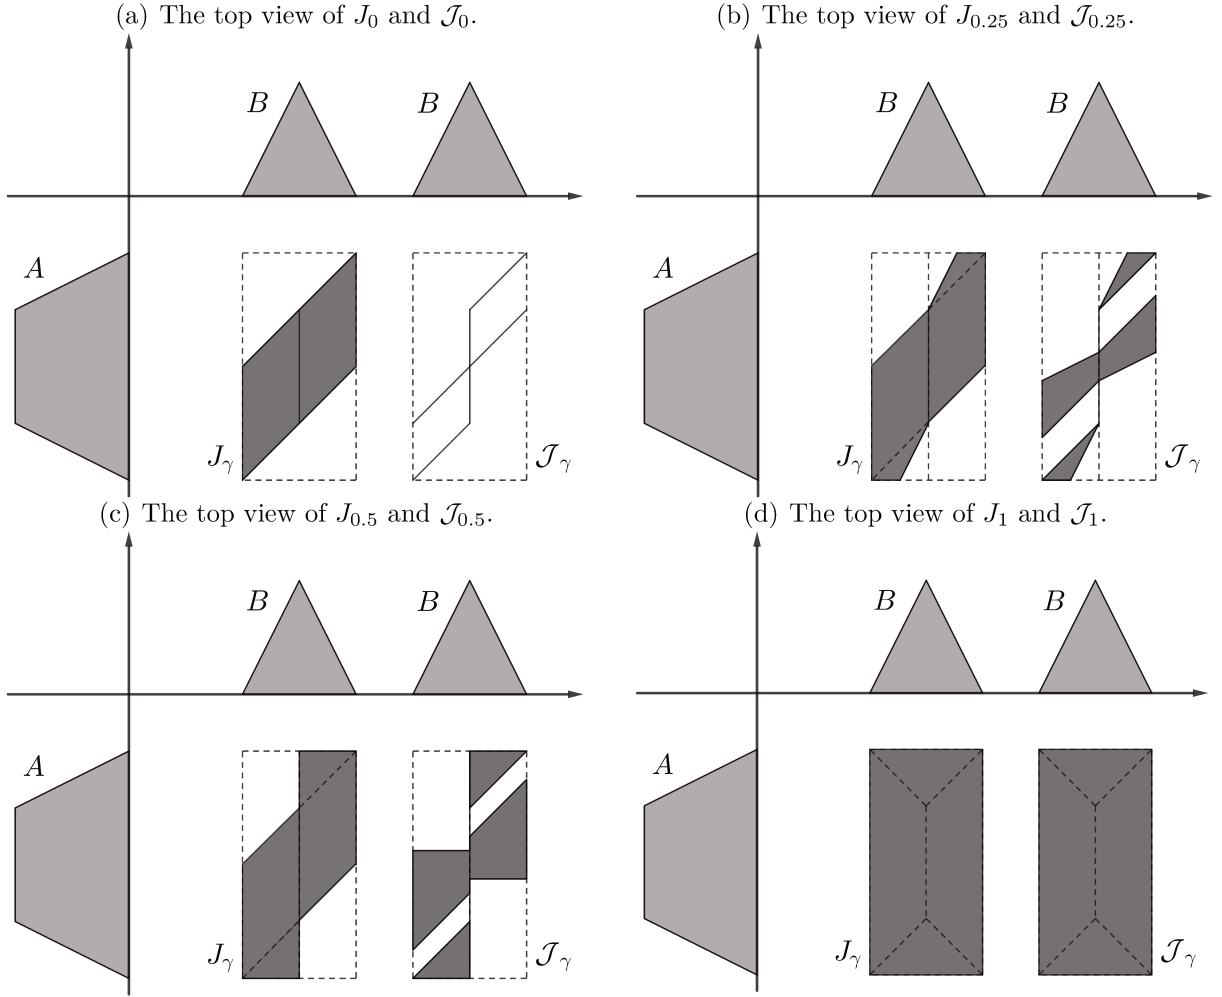 (a) The top view of J₀ and 𝒥₀.
(b) The top view of J₀.₂₅ and 𝒥₀.₂₅.
B B
B B
A
A
Jγ 𝒥γ
Jγ 𝒥γ
(c) The top view of J₀.₅ and 𝒥₀.₅.
(d) The top view of J₁ and 𝒥₁.
B B
B B
A
A
Jγ 𝒥γ
Jγ 𝒥γ